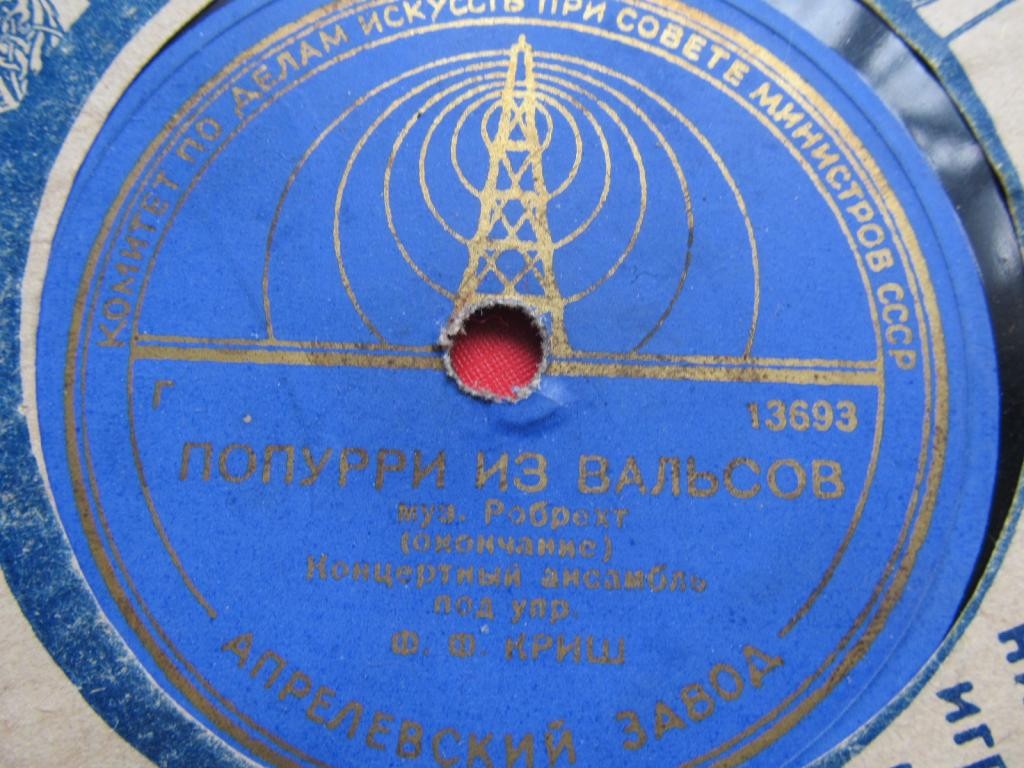 КОМИТЕТ ПО ДЕЛАМ ИСКУССТВ ПРИ СОВЕТЕ МИНИСТРОВ СССР
Г
13693
ПОПУРРИ ИЗ ВАЛЬСОВ
муз. Робрехт
(окончание)
Концертный ансамбль
под упр.
Ф. Ф. КРИШ
АПРЕЛЕВСКИЙ ЗАВОД